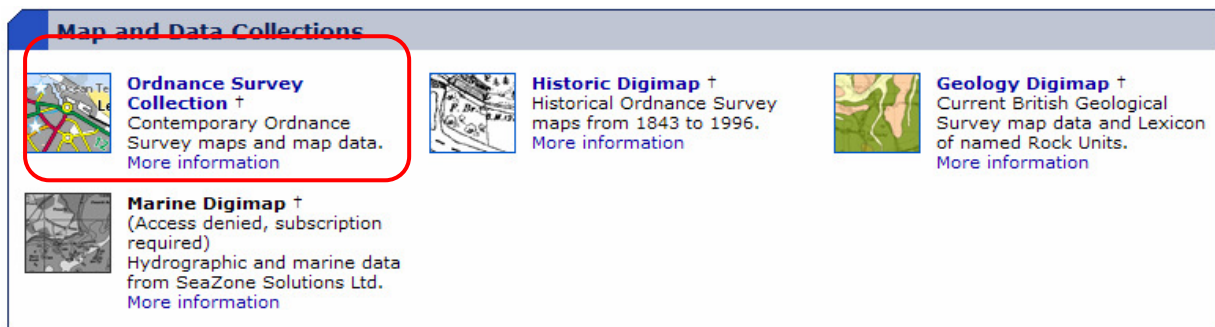 Map and Data Collections
Ordnance Survey
Collection †
Contemporary Ordnance
Survey maps and map data.
More information
Historic Digimap †
Historical Ordnance Survey
maps from 1843 to 1996.
More information
Geology Digimap †
Current British Geological
Survey map data and Lexicon
of named Rock Units.
More information
Marine Digimap †
(Access denied, subscription
required)
Hydrographic and marine data
from SeaZone Solutions Ltd.
More information